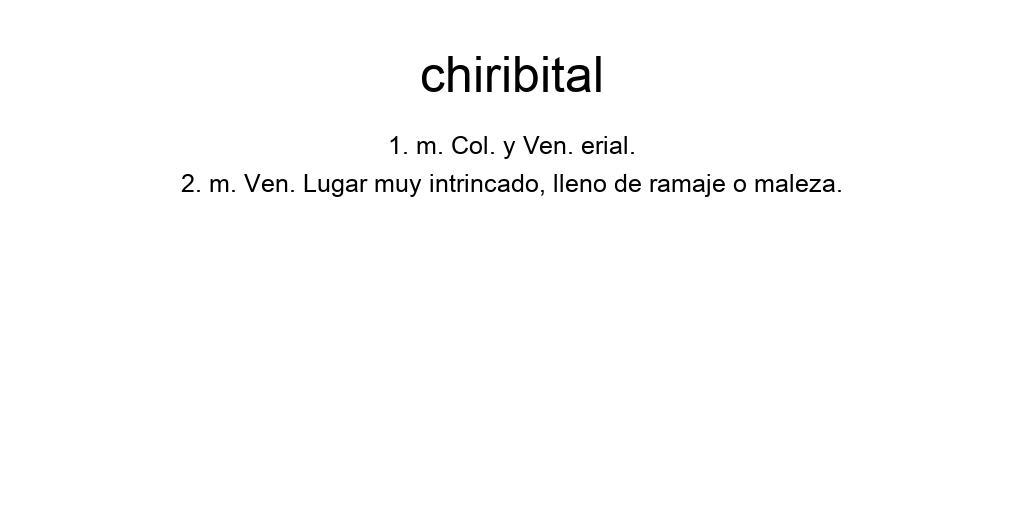 chiribital
1. m. Col. y Ven. erial.
2. m. Ven. Lugar muy intrincado, lleno de ramaje o maleza.